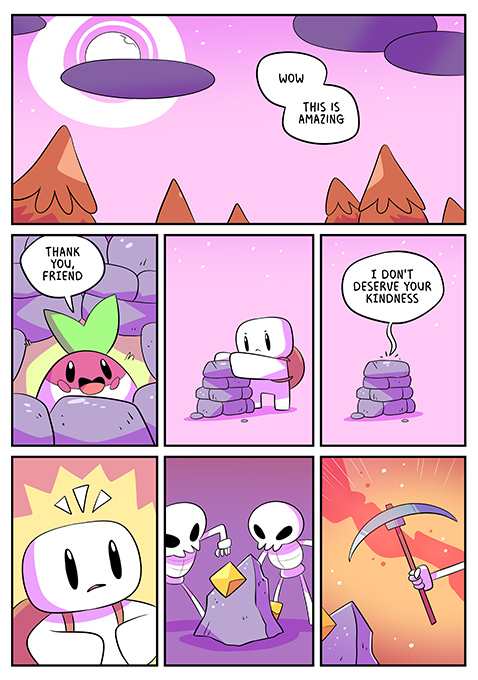 WOW
THIS IS
AMAZING
THANK
YOU,
FRIEND
I DON'T
DESERVE YOUR
KINDNESS